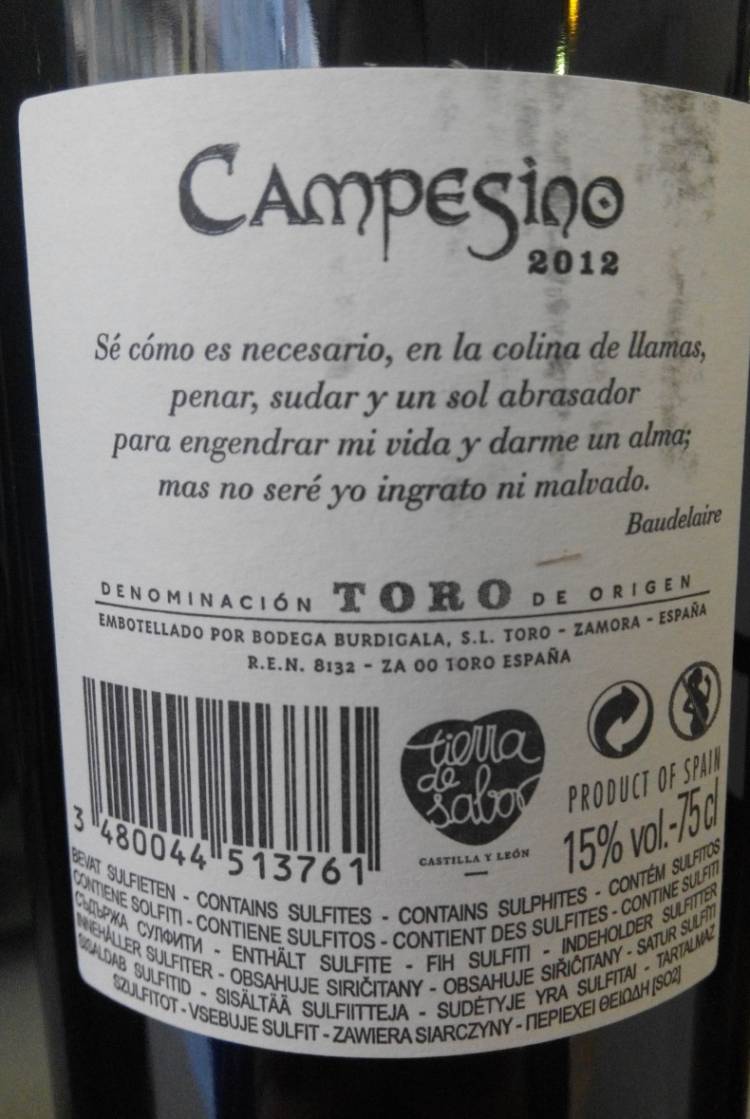 CAMPESINO
2012
Sé cómo es necesario, en la colina de llamas,
penar, sudar y un sol abrasador
para engendrar mi vida y darme un alma;
mas no seré yo ingrato ni malvado.
Baudelaire
DENOMINACIÓN TORO DE ORIGEN
EMBOTELLADO POR BODEGA BURDIGALA, S.L. TORO - ZAMORA - ESPAÑA
R.E.N. 8132 - ZA 00 TORO ESPAÑA
tierra
de
sabor
CASTILLA Y LEÓN
PRODUCT OF SPAIN
15% vol.-75cl
3 480044 513761
BEVAT SULFIETEN - CONTAINS SULFITES - CONTAINS SULPHITES - CONTÉM SULFITOS
CONTIENE SOLFITI - CONTIENE SULFITOS - CONTIENT DES SULFITES - CONTINE SULFITI
СЪДЪРЖА СУЛФИТИ - ENTHÄLT SULFITE - FIH SULFITI - INDEHOLDER SULFITTER
INNEHÅLLER SULFITER - OBSAHUJE SIRIČITANY - OBSAHUJE SIŘIČITANY - SATUR SULFĪTI
SISALDAB SULFITID - SISÄLTÄÄ SULFIITTEJA - SUDĖTYJE YRA SULFITAI - TARTALMAZ
SZULFITOT - VSEBUJE SULFIT - ZAWIERA SIARCZYNY - ΠΕΡΙΕΧΕΙ ΘΕΙΩΔΗ [SO2]